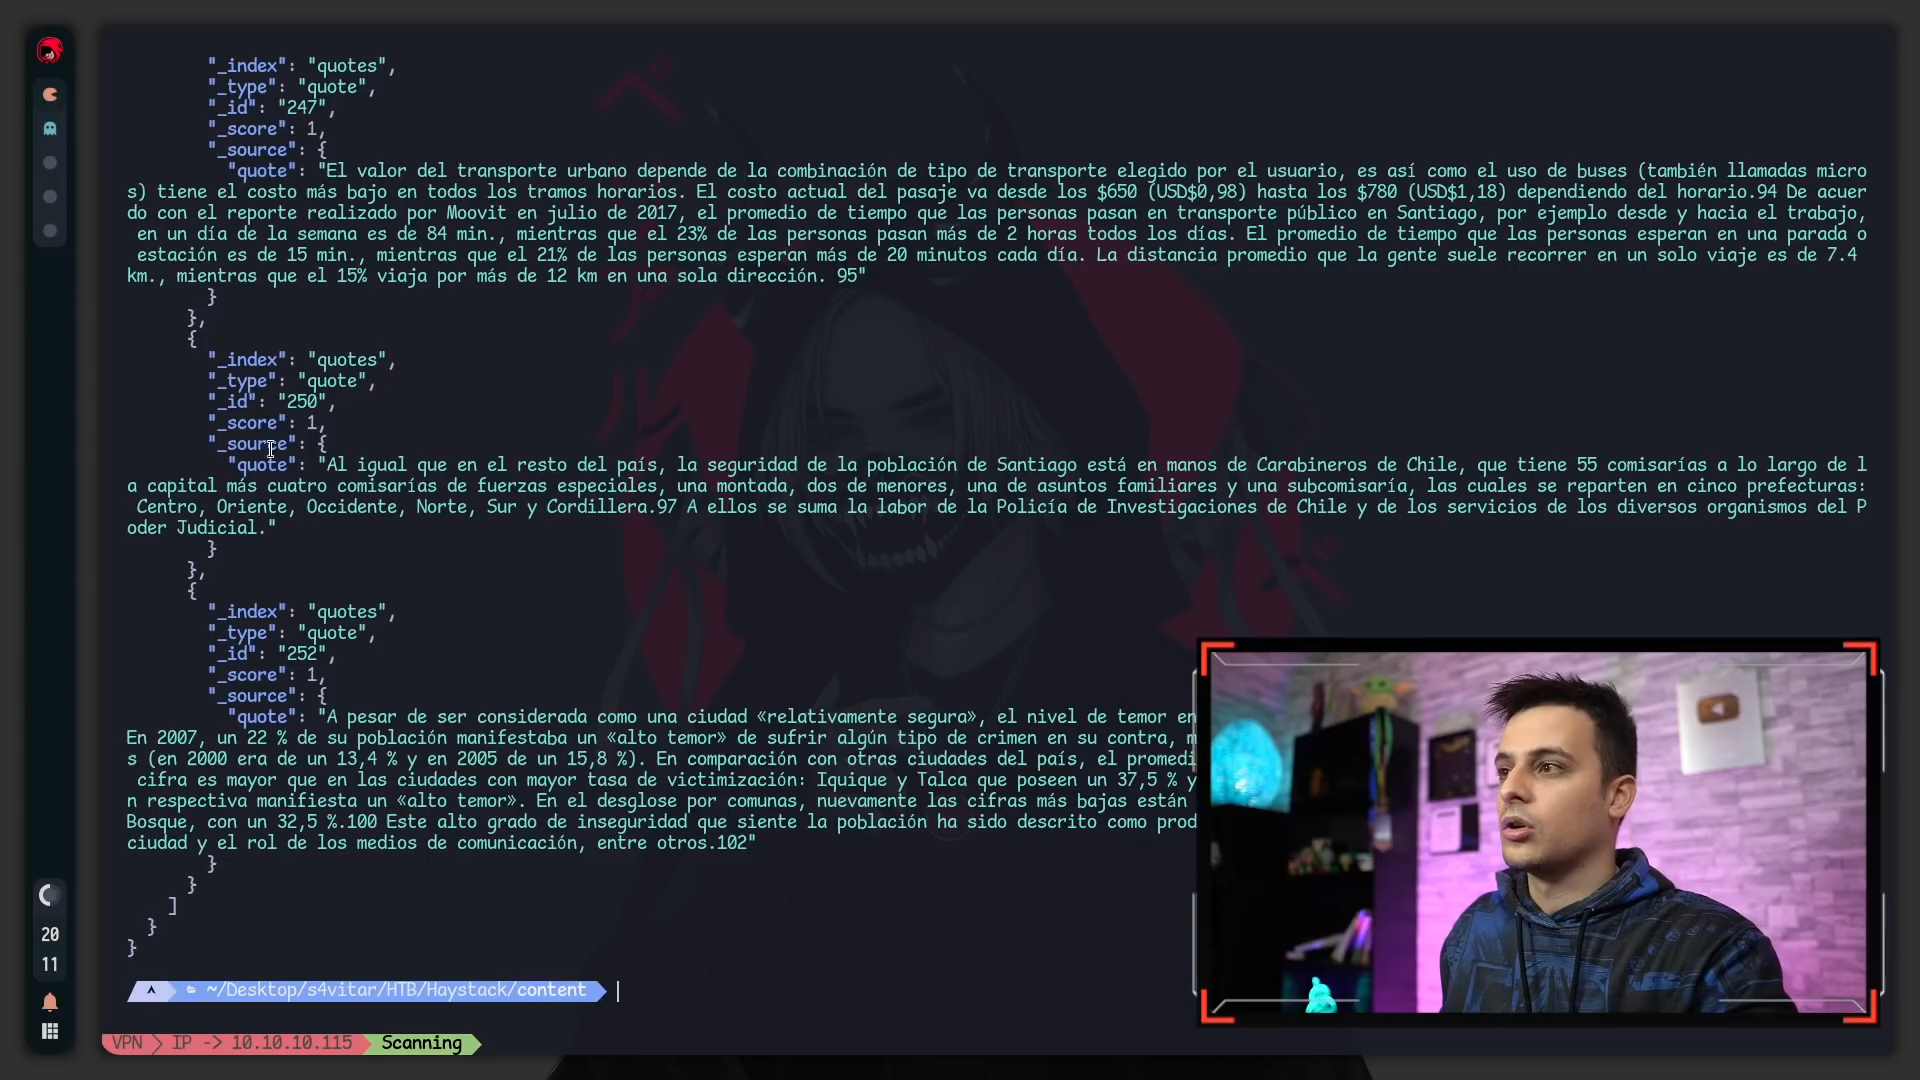 "_index": "quotes",
"_type": "quote",
"_id": "247",
"_score": 1,
"_source": {
"quote": "El valor del transporte urbano depende de la combinación de tipo de transporte elegido por el usuario, es así como el uso de buses (también llamadas micro
s) tiene el costo más bajo en todos los tramos horarios. El costo actual del pasaje va desde los $650 (USD$0,98) hasta los $780 (USD$1,18) dependiendo del horario.94 De acuer
do con el reporte realizado por Moovit en julio de 2017, el promedio de tiempo que las personas pasan en transporte público en Santiago, por ejemplo desde y hacia el trabajo,
en un día de la semana es de 84 min., mientras que el 23% de las personas pasan más de 2 horas todos los días. El promedio de tiempo que las personas esperan en una parada o
estación es de 15 min., mientras que el 21% de las personas esperan más de 20 minutos cada día. La distancia promedio que la gente suele recorrer en un solo viaje es de 7.4
km., mientras que el 15% viaja por más de 12 km en una sola dirección. 95"
}
},
{
"_index": "quotes",
"_type": "quote",
"_id": "250",
"_score": 1,
"_source": {
"quote": "Al igual que en el resto del país, la seguridad de la población de Santiago está en manos de Carabineros de Chile, que tiene 55 comisarías a lo largo de l
a capital más cuatro comisarías de fuerzas especiales, una montada, dos de menores, una de asuntos familiares y una subcomisaría, las cuales se reparten en cinco prefecturas:
Centro, Oriente, Occidente, Norte, Sur y Cordillera.97 A ellos se suma la labor de la Policía de Investigaciones de Chile y de los servicios de los diversos organismos del P
oder Judicial."
}
},
{
"_index": "quotes",
"_type": "quote",
"_id": "252",
"_score": 1,
"_source": {
"quote": "A pesar de ser considerada como una ciudad «relativamente segura», el nivel de temor en
En 2007, un 22 % de su población manifestaba un «alto temor» de sufrir algún tipo de crimen en su contra, m
s (en 2000 era de un 13,4 % y en 2005 de un 15,8 %). En comparación con otras ciudades del país, el promedi
cifra es mayor que en las ciudades con mayor tasa de victimización: Iquique y Talca que poseen un 37,5 % y
n respectiva manifiesta un «alto temor». En el desglose por comunas, nuevamente las cifras más bajas están
Bosque, con un 32,5 %.100 Este alto grado de inseguridad que siente la población ha sido descrito como prod
ciudad y el rol de los medios de comunicación, entre otros.102"
}
}
]
}
}
~/Desktop/s4vitar/HTB/Haystack/content
20
11
VPN IP -> 10.10.10.115 Scanning